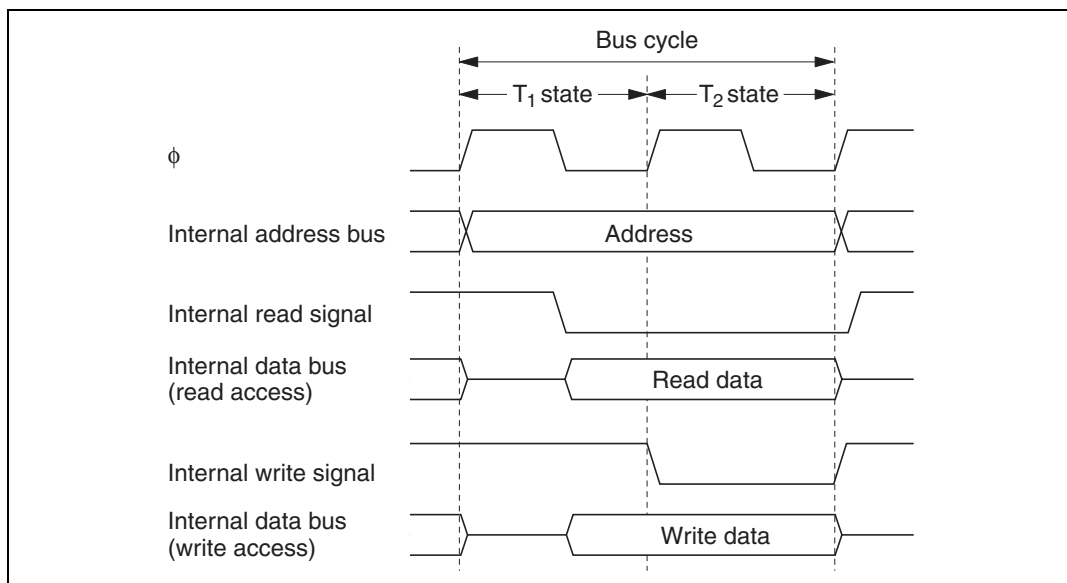 Bus cycle
T₁ state
T₂ state
ϕ
Internal address bus
Address
Internal read signal
Internal data bus
(read access)
Read data
Internal write signal
Internal data bus
(write access)
Write data